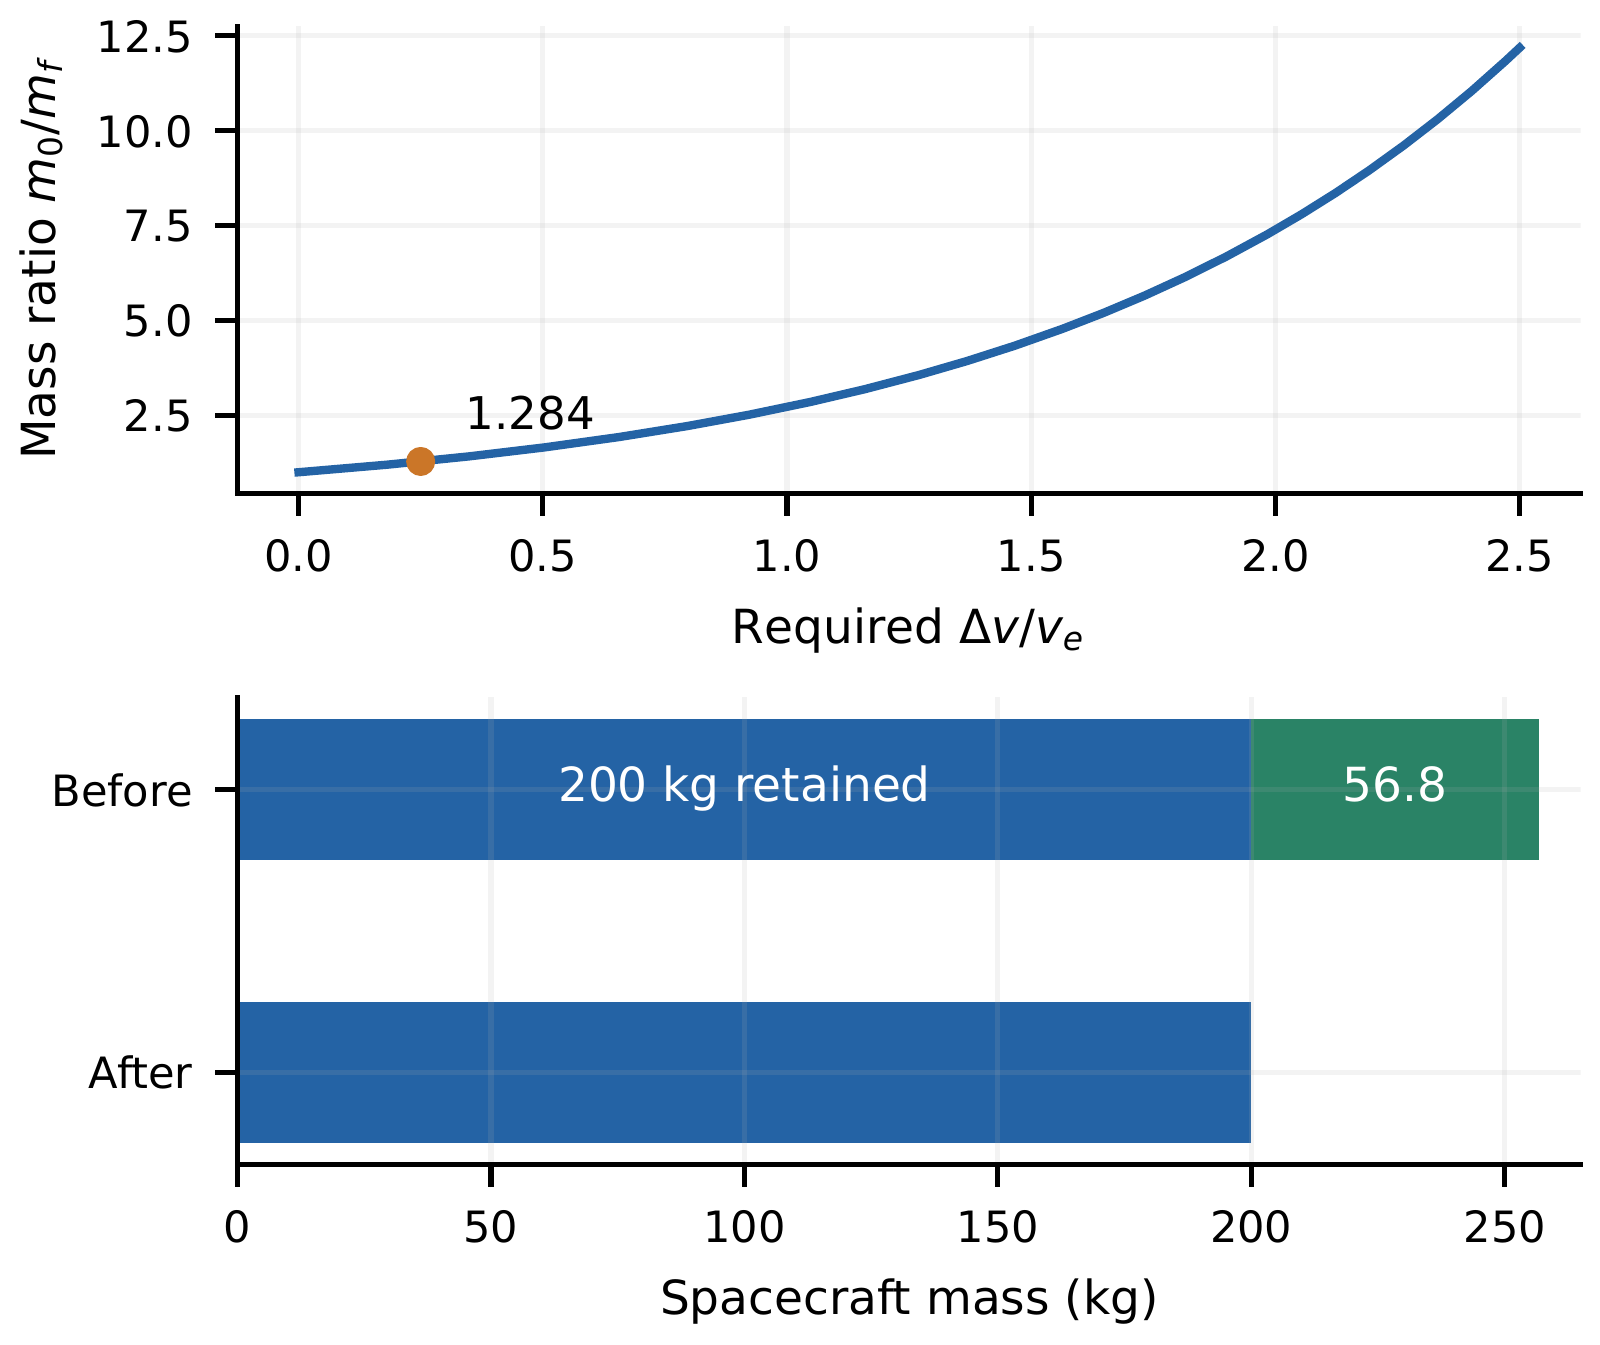 12.5
10.0
7.5
5.0
2.5
Mass ratio m₀/m_f
1.284
0.0 0.5 1.0 1.5 2.0 2.5
Required Δv/vₑ
Before
200 kg retained 56.8
After
0 50 100 150 200 250
Spacecraft mass (kg)